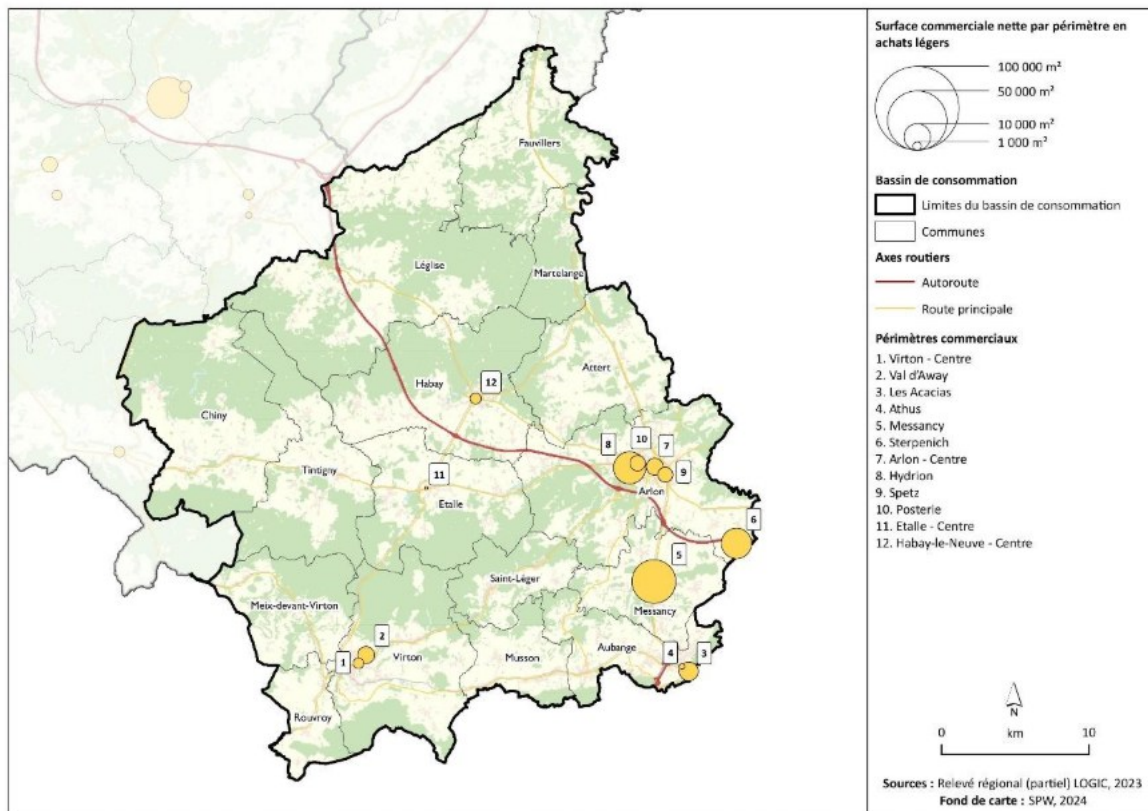 Fauvillers
Léglise
Martelange
Attert
Habay
12
Chiny
8
10
7
9
Tintigny
11
Etalle
Arlon
6
5
Saint-Léger
Meix-devant-Virton
Messancy
2
1
Virton
Musson
Aubange
4
3
Rouvroy
Surface commerciale nette par périmètre en
achats légers
100 000 m²
50 000 m²
10 000 m²
1 000 m²
Bassin de consommation
Limites du bassin de consommation
Communes
Axes routiers
Autoroute
Route principale
Périmètres commerciaux
1. Virton - Centre
2. Val d'Away
3. Les Acacias
4. Athus
5. Messancy
6. Sterpenich
7. Arlon - Centre
8. Hydrion
9. Spetz
10. Posterie
11. Etalle - Centre
12. Habay-le-Neuve - Centre
N
0 km 10
Sources : Relevé régional (partiel) LOGIC, 2023
Fond de carte : SPW, 2024